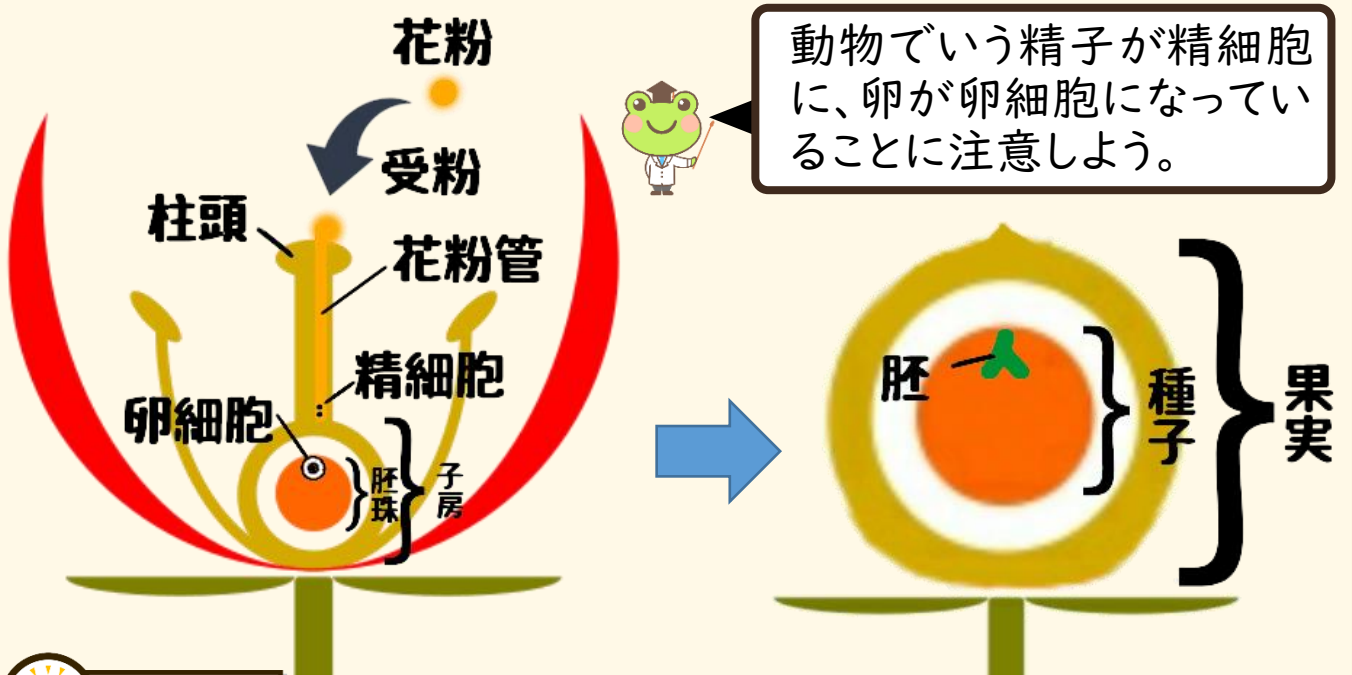 花粉
動物でいう精子が精細胞
に、卵が卵細胞になってい
ることに注意しよう。
受粉
柱頭
花粉管
精細胞
卵細胞
胚珠
子房
胚
種子
果実